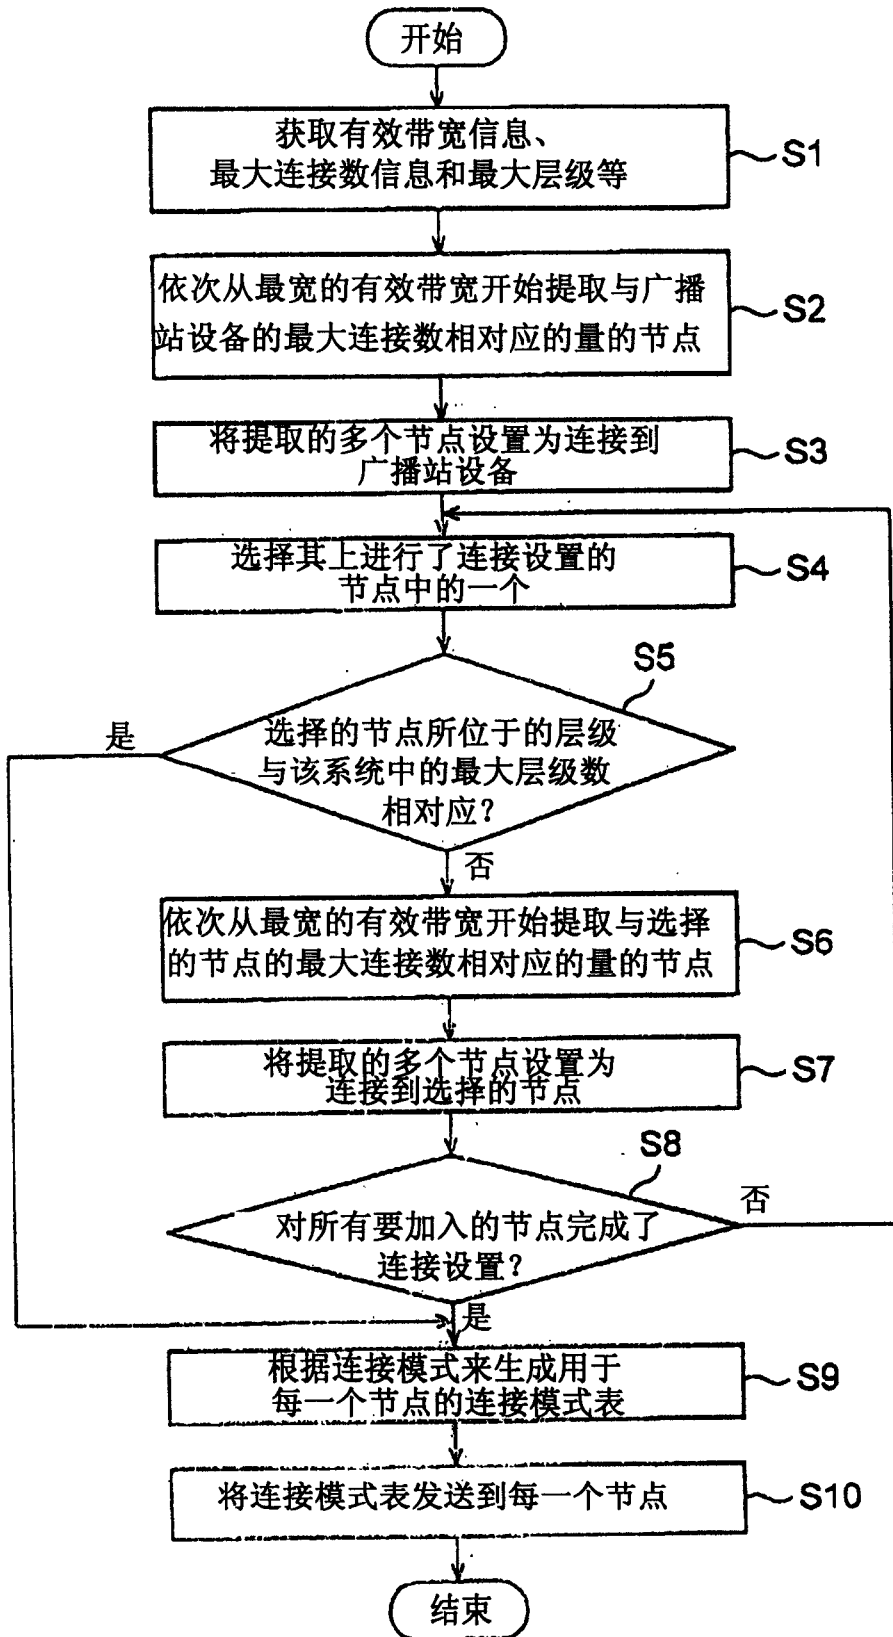 开始
获取有效带宽信息、
最大连接数信息和最大层级等
S1
依次从最宽的有效带宽开始提取与广播
站设备的最大连接数相对应的量的节点
S2
将提取的多个节点设置为连接到
广播站设备
S3
选择其上进行了连接设置的
节点中的一个
S4
S5
选择的节点所位于的层级
与该系统中的最大层级数
相对应?
是
否
依次从最宽的有效带宽开始提取与选择
的节点的最大连接数相对应的量的节点
S6
将提取的多个节点设置为
连接到选择的节点
S7
S8
对所有要加入的节点完成了
连接设置?
否
是
根据连接模式来生成用于
每一个节点的连接模式表
S9
将连接模式表发送到每一个节点
S10
结束